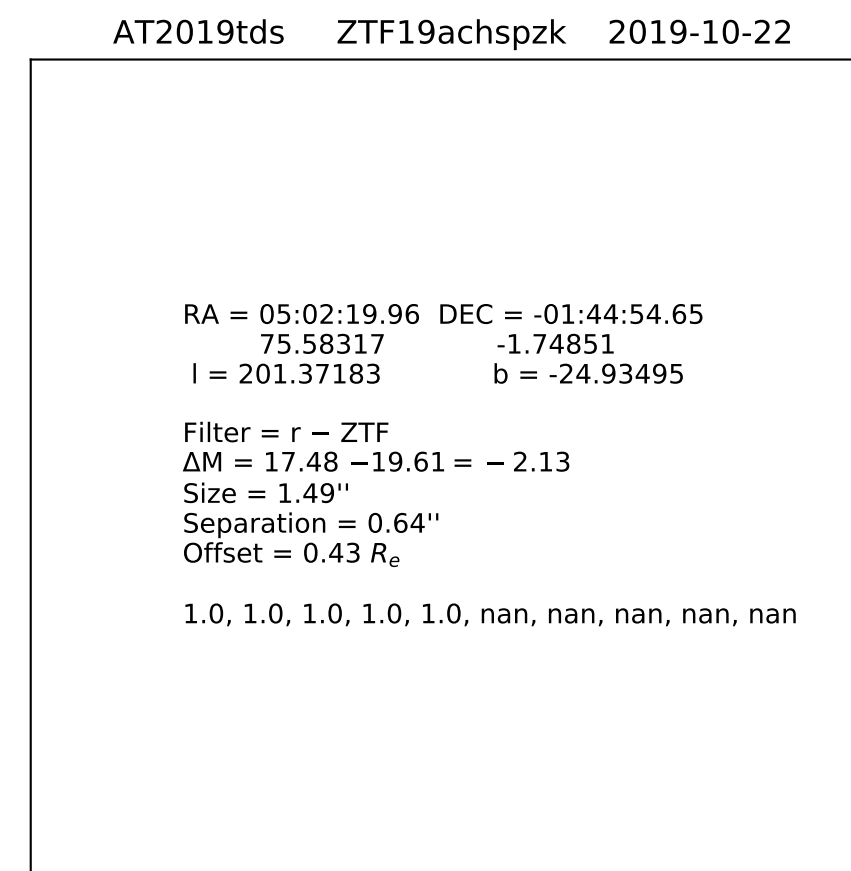 AT2019tds ZTF19achspzk 2019-10-22
RA = 05:02:19.96 DEC = -01:44:54.65
75.58317 -1.74851
l = 201.37183 b = -24.93495
Filter = r − ZTF
ΔM = 17.48 −19.61 = − 2.13
Size = 1.49''
Separation = 0.64''
Offset = 0.43 Re
1.0, 1.0, 1.0, 1.0, 1.0, nan, nan, nan, nan, nan